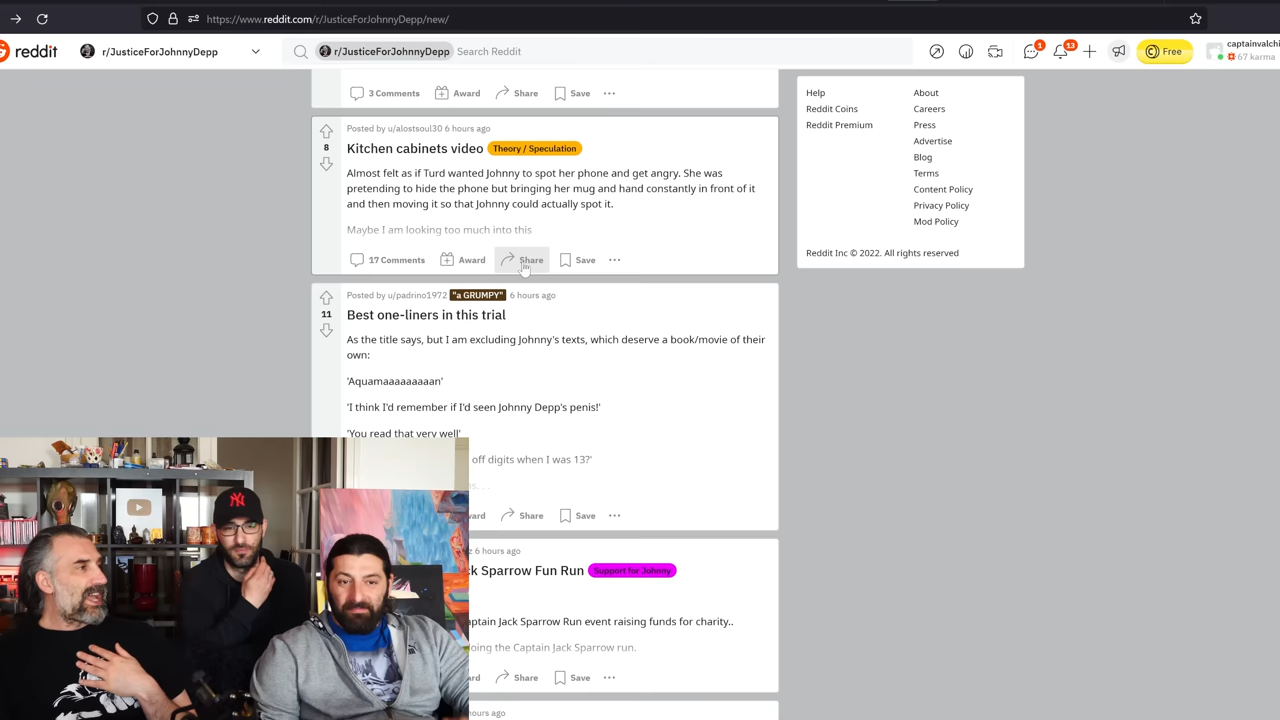 https://www.reddit.com/r/JusticeForJohnnyDepp/new/
reddit
r/JusticeForJohnnyDepp
r/JusticeForJohnnyDepp
Search Reddit
1
13
Free
captainvalchi
67 karma
3 Comments
Award
Share
Save
Posted by u/alostsoul30 6 hours ago
8
Kitchen cabinets video
Theory / Speculation
Almost felt as if Turd wanted Johnny to spot her phone and get angry. She was
pretending to hide the phone but bringing her mug and hand constantly in front of it
and then moving it so that Johnny could actually spot it.
Maybe I am looking too much into this
17 Comments
Award
Share
Save
Posted by u/padrino1972 "a GRUMPY" 6 hours ago
11
Best one-liners in this trial
As the title says, but I am excluding Johnny's texts, which deserve a book/movie of their
own:
'Aquamaaaaaaaaan'
'I think I'd remember if I'd seen Johnny Depp's penis!'
'You read that very well'
off digits when I was 13?'
Share
Save
6 hours ago
Sparrow Fun Run
Support for Johnny
Captain Jack Sparrow Run event raising funds for charity..
doing the Captain Jack Sparrow run.
Share
Save
hours ago
Help
About
Reddit Coins
Careers
Reddit Premium
Press
Advertise
Blog
Terms
Content Policy
Privacy Policy
Mod Policy
Reddit Inc © 2022. All rights reserved
NY